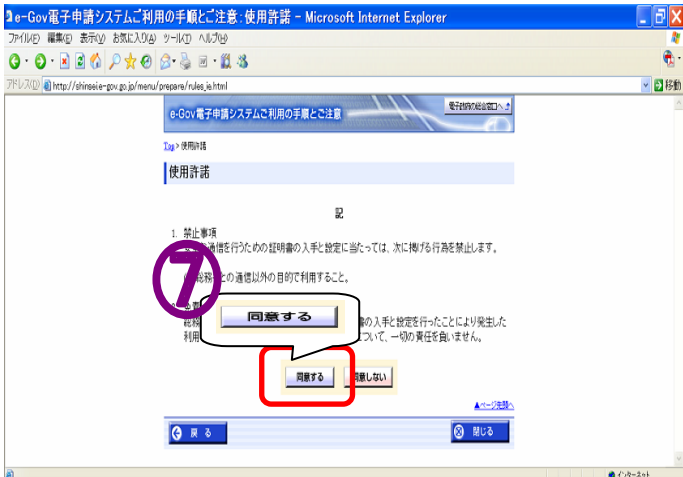 e-Gov電子申請システムご利用の手順とご注意:使用許諾 - Microsoft Internet Explorer
ファイル(F) 編集(E) 表示(V) お気に入り(A) ツール(T) ヘルプ(H)
アドレス(D) http://shinsei.e-gov.go.jp/menu/prepare/rules_ie.html 移動
e-Gov電子申請システムご利用の手順とご注意 電子政府の総合窓口へ
Top > 使用許諾
使用許諾
記
1. 禁止事項
通信を行うための証明書の入手と設定に当たっては、次に掲げる行為を禁止します。
⑦
総務 との通信以外の目的で利用すること。
同意する
総務 書の入手と設定を行ったことにより発生した
利用 について、一切の責任を負いません。
同意する 同意しない
▲ページ先頭へ
戻る 閉じる
インターネット